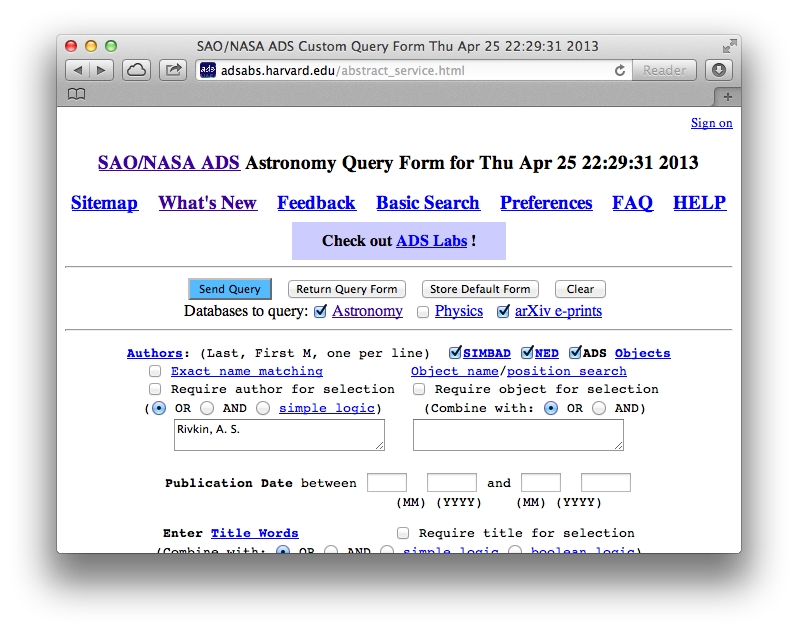 SAO/NASA ADS Custom Query Form Thu Apr 25 22:29:31 2013
ads adsabs.harvard.edu/abstract_service.html Reader
Sign on
SAO/NASA ADS Astronomy Query Form for Thu Apr 25 22:29:31 2013
Sitemap What's New Feedback Basic Search Preferences FAQ HELP
Check out ADS Labs !
Send Query Return Query Form Store Default Form Clear
Databases to query: Astronomy Physics arXiv e-prints
Authors: (Last, First M, one per line) SIMBAD NED ADS Objects
Exact name matching Object name/position search
Require author for selection Require object for selection
( OR AND simple logic) (Combine with: OR AND)
Rivkin, A. S.
Publication Date between and
(MM) (YYYY) (MM) (YYYY)
Enter Title Words Require title for selection
(Combine with: OR AND simple logic boolean logic)